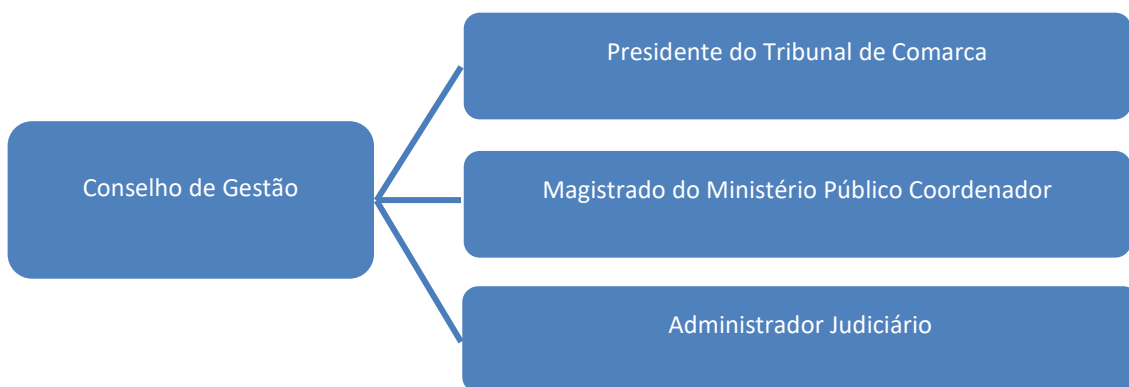 Presidente do Tribunal de Comarca
Conselho de Gestão
Magistrado do Ministério Público Coordenador
Administrador Judiciário